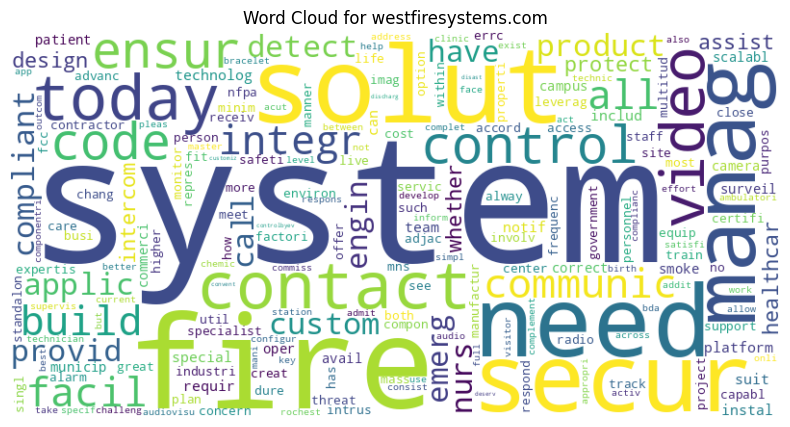 Word Cloud for westfiresystems.com
system
fire
solut
secur
need
manag
contact
video
today
ensur
control
integr
code
build
facil
communic
product
detect
have
all
provid
applic
custom
compliant
call
engin
nurs
emerg
whether
intercom
design
assist
protect
healthcar
patient
advanc
technolog
errc
address
help
life
clinic
exist
also
scalabl
bracelet
app
nfpa
imag
option
within
face
properti
campus
technic
multitud
close
disast
acut
minim
receiv
manner
can
leverag
includ
contractor
outcom
pleas
master
between
complet
act
person
discharg
cost
accord
access
staff
purpos
fcc
customiz
level
not
site
most
camera
monitor
fit
safeti
live
repres
chang
more
environ
servic
develop
such
alway
frequenc
government
personnel
complianc
effort
ambulatori
surveil
componentri
care
meet
respons
inform
team
notif
certifi
busi
how
factori
offer
adjac
involv
equip
satisfi
train
commerci
higher
chemic
simpl
mns
expertis
better
commiss
see
center
correct
birth
smoke
no
standalon
current
convent
manufactur
radio
bda
addit
work
allow
supervis
but
util
station
admit
both
visitor
complement
across
support
technician
specialist
configur
compon
platform
special
oper
avail
audio
full
municip
great
best
industri
mani
key
creat
respond
track
project
suit
alarm
requir
has
mass
use
activ
capabl
singl
plan
dure
consist
appropri
onli
take
specif
challeng
concern
threat
deserv
instal
audiovisu
rochest
intrus